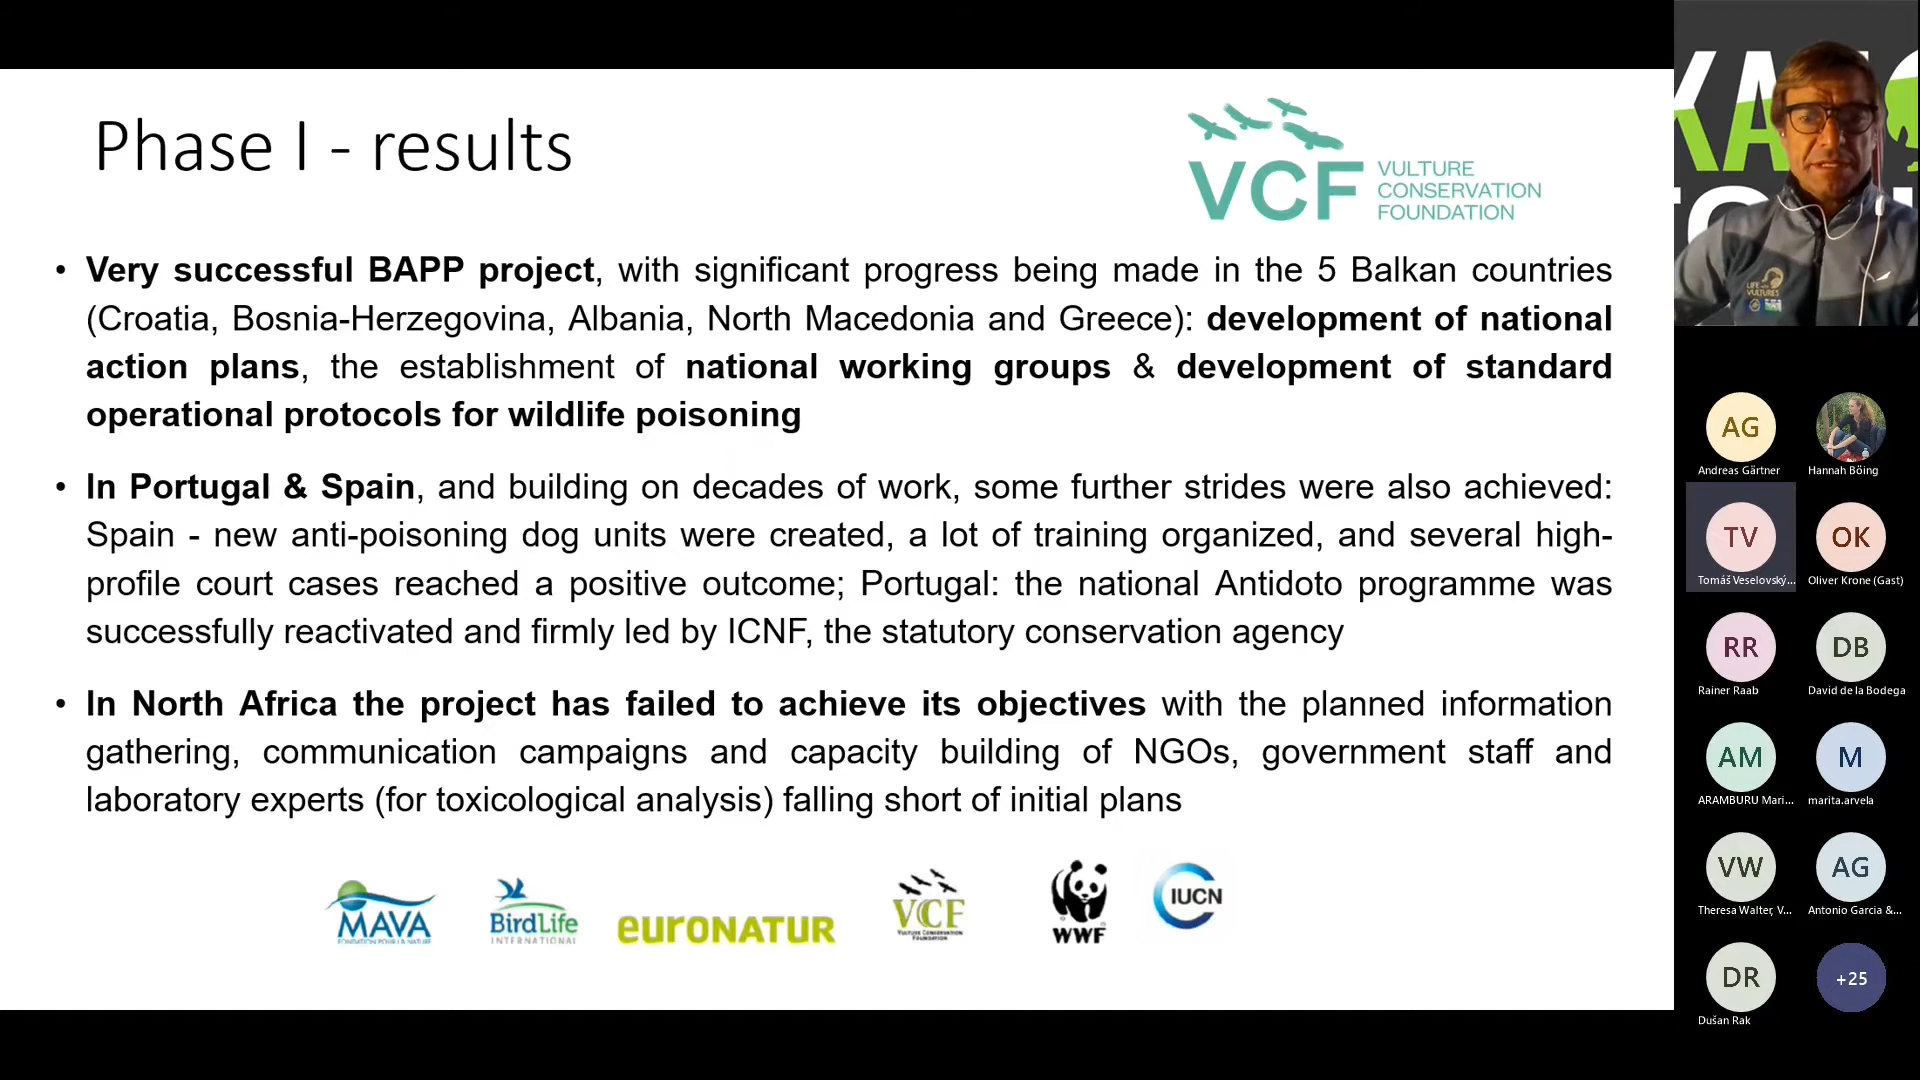 Phase I - results
VCF
VULTURE
CONSERVATION
FOUNDATION
• Very successful BAPP project, with significant progress being made in the 5 Balkan countries
(Croatia, Bosnia-Herzegovina, Albania, North Macedonia and Greece): development of national
action plans, the establishment of national working groups & development of standard
operational protocols for wildlife poisoning
• In Portugal & Spain, and building on decades of work, some further strides were also achieved:
Spain - new anti-poisoning dog units were created, a lot of training organized, and several high-
profile court cases reached a positive outcome; Portugal: the national Antidoto programme was
successfully reactivated and firmly led by ICNF, the statutory conservation agency
• In North Africa the project has failed to achieve its objectives with the planned information
gathering, communication campaigns and capacity building of NGOs, government staff and
laboratory experts (for toxicological analysis) falling short of initial plans
MAVA
FONDATION POUR LA NATURE
BirdLife
INTERNATIONAL
euronatur
VCF
VULTURE CONSERVATION
FOUNDATION
WWF
IUCN
LIFE
VULTURES
AG
Andreas Gärtner
Hannah Böing
TV
Tomáš Veselovský...
OK
Oliver Krone (Gast)
RR
Rainer Raab
DB
David de la Bodega
AM
ARAMBURU Mari...
M
marita.arvela
VW
Theresa Walter, V...
AG
Antonio Garcia &...
DR
Dušan Rak
+25